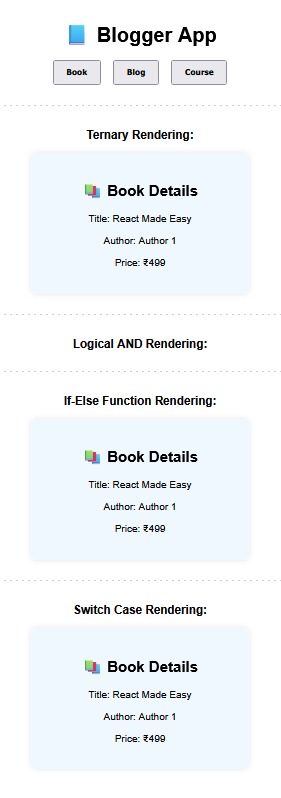 Blogger App
Book Blog Course
Ternary Rendering:
Book Details
Title: React Made Easy
Author: Author 1
Price: ₹499
Logical AND Rendering:
If-Else Function Rendering:
Book Details
Title: React Made Easy
Author: Author 1
Price: ₹499
Switch Case Rendering:
Book Details
Title: React Made Easy
Author: Author 1
Price: ₹499